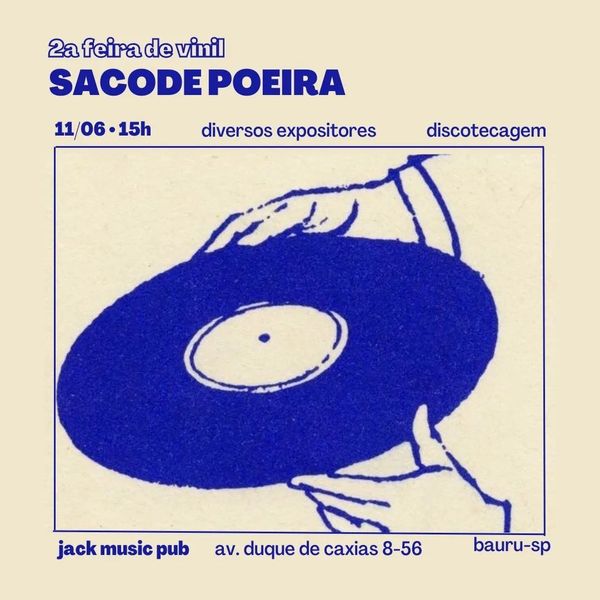 2a feira de vinil
SACODE POEIRA
11/06 • 15h diversos expositores discotecagem
jack music pub av. duque de caxias 8-56 bauru-sp